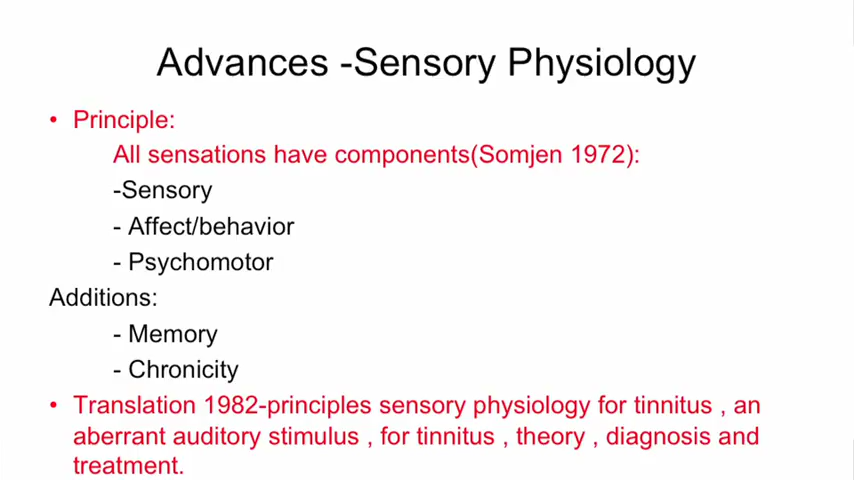 Advances -Sensory Physiology
• Principle:
All sensations have components(Somjen 1972):
-Sensory
- Affect/behavior
- Psychomotor
Additions:
- Memory
- Chronicity
• Translation 1982-principles sensory physiology for tinnitus , an
aberrant auditory stimulus , for tinnitus , theory , diagnosis and
treatment.